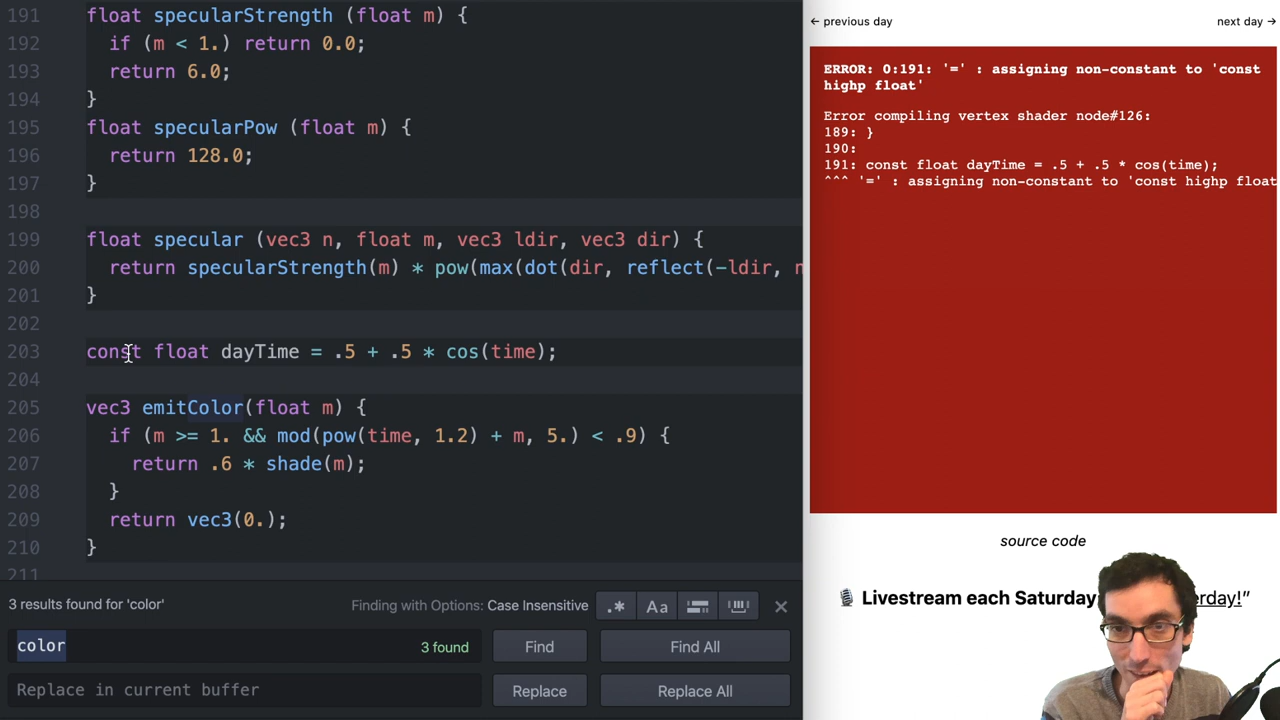 191 float specularStrength (float m) {
192 if (m < 1.) return 0.0;
193 return 6.0;
194 }
195 float specularPow (float m) {
196 return 128.0;
197 }
198
199 float specular (vec3 n, float m, vec3 ldir, vec3 dir) {
200 return specularStrength(m) * pow(max(dot(dir, reflect(-ldir, n
201 }
202
203 const float dayTime = .5 + .5 * cos(time);
204
205 vec3 emitColor(float m) {
206 if (m >= 1. && mod(pow(time, 1.2) + m, 5.) < .9) {
207 return .6 * shade(m);
208 }
209 return vec3(0.);
210 }
211
3 results found for 'color'
Finding with Options: Case Insensitive
.* Aa
color
3 found
Find
Find All
Replace in current buffer
Replace
Replace All
← previous day
next day →
ERROR: 0:191: '=' : assigning non-constant to 'const
highp float'
Error compiling vertex shader node#126:
189: }
190:
191: const float dayTime = .5 + .5 * cos(time);
^^^ '=' : assigning non-constant to 'const highp float
source code
🎙 Livestream each Saturday
rday!"